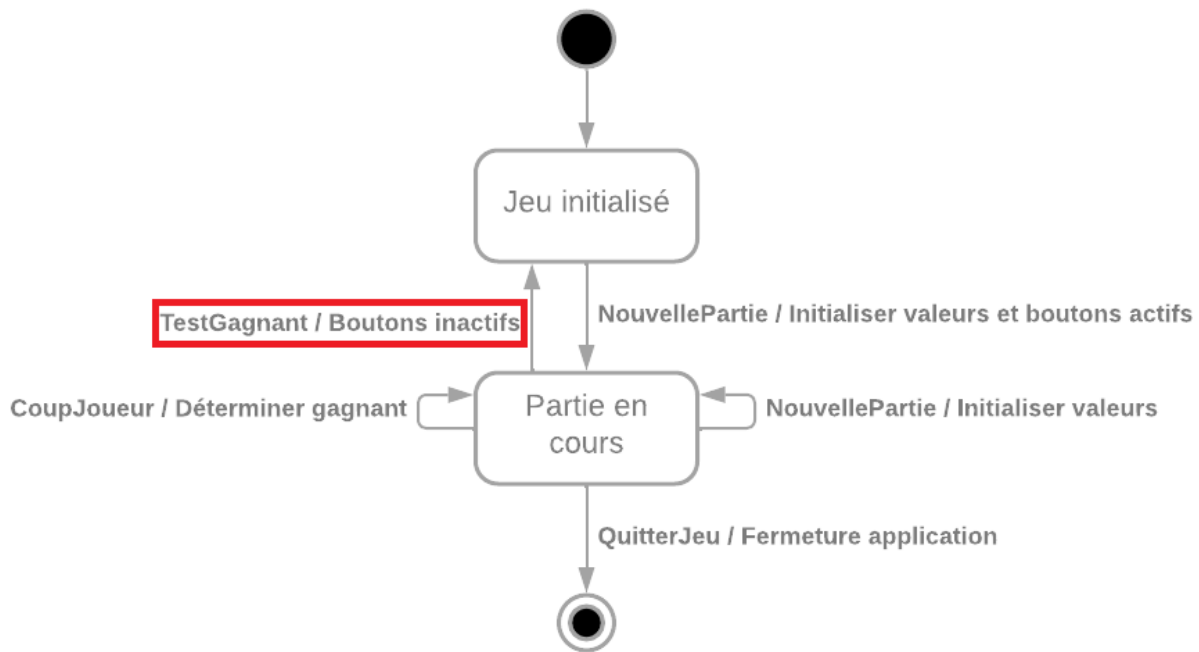 Jeu initialisé
NouvellePartie / Initialiser valeurs et boutons actifs
TestGagnant / Boutons inactifs
CoupJoueur / Déterminer gagnant
Partie en
cours
NouvellePartie / Initialiser valeurs
QuitterJeu / Fermeture application